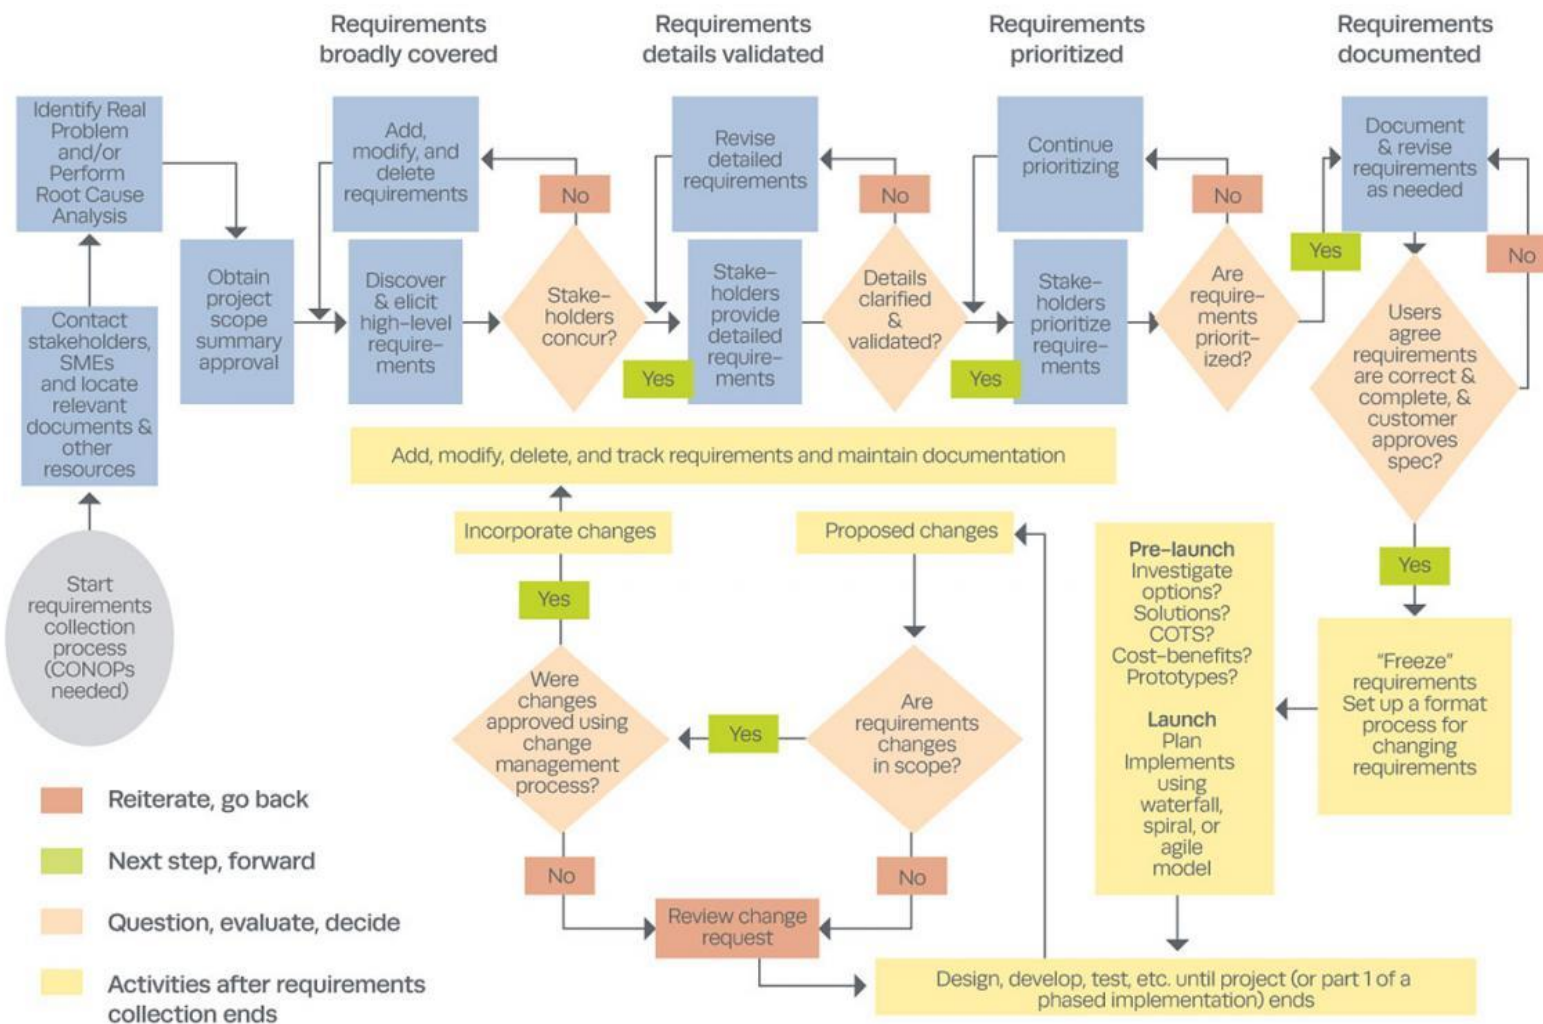 Requirements
broadly covered
Requirements
details validated
Requirements
prioritized
Requirements
documented
Identify Real
Problem
and/or
Perform
Root Cause
Analysis
Add,
modify, and
delete
requirements
No
Revise
detailed
requirements
No
Continue
prioritizing
No
Document
& revise
requirements
as needed
Yes
No
Contact
stakeholders,
SMEs
and locate
relevant
documents &
other
resources
Obtain
project
scope
summary
approval
Discover
& elicit
high-level
require-
ments
Stake-
holders
concur?
Yes
Stake-
holders
provide
detailed
require-
ments
Details
clarified
&
validated?
Yes
Stake-
holders
prioritize
require-
ments
Are
require-
ments
priorit-
ized?
Users
agree
requirements
are correct &
complete, &
customer
approves
spec?
Add, modify, delete, and track requirements and maintain documentation
Incorporate changes
Proposed changes
Yes
Start
requirements
collection
process
(CONOPs
needed)
Yes
Were
changes
approved using
change
management
process?
Yes
Are
requirements
changes
in scope?
Pre-launch
Investigate
options?
Solutions?
COTS?
Cost-benefits?
Prototypes?
Launch
Plan
Implements
using
waterfall,
spiral, or
agile
model
"Freeze"
requirements
Set up a format
process for
changing
requirements
No
No
Review change
request
Design, develop, test, etc. until project (or part 1 of a
phased implementation) ends
Reiterate, go back
Next step, forward
Question, evaluate, decide
Activities after requirements
collection ends